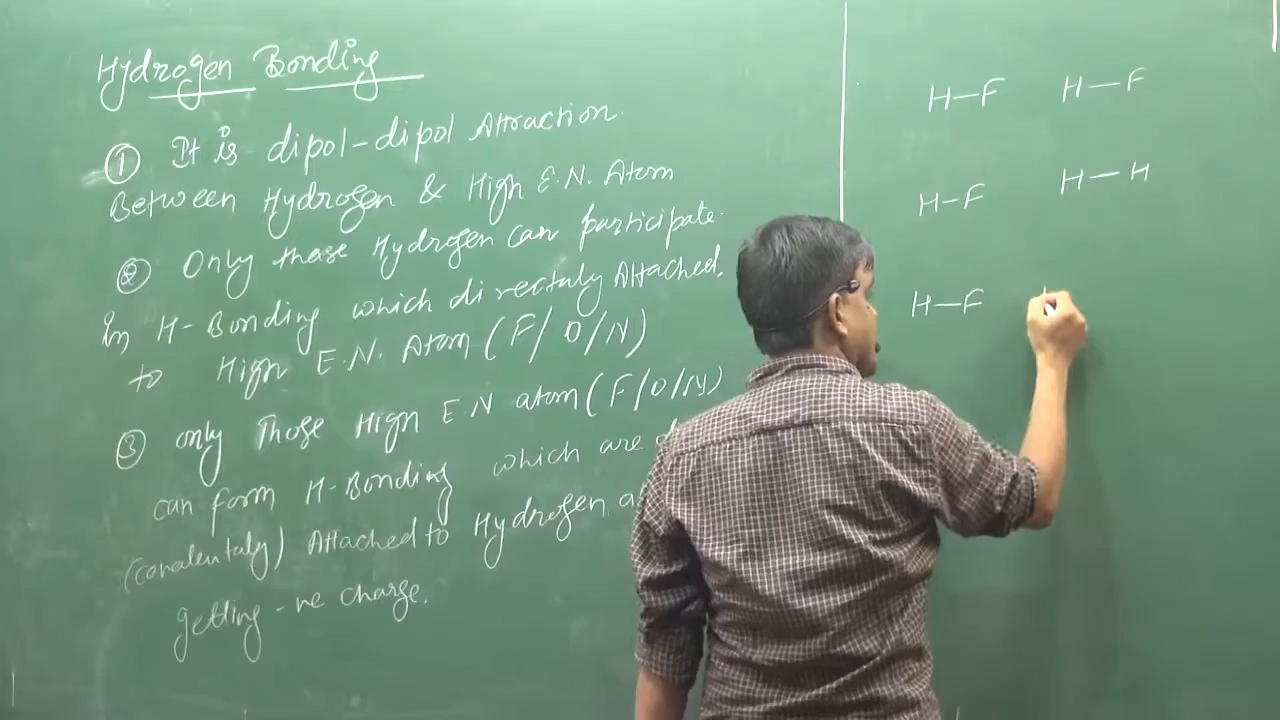 Hydrogen Bonding
① It is dipol-dipol Attraction.
Between Hydrogen & High E.N. Atom
② Only those Hydrogen can participate.
In H-Bonding which directaly Attached.
to High E.N. Atom (F/O/N)
③ only Those High E.N atom (F/O/N)
can form H-Bonding which are
(covalentaly) Attached to Hydrogen
getting -ve charge.
H-F H-F
H-F H-H
H-F